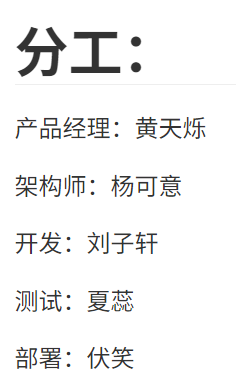 分工：
产品经理：黄天烁
架构师：杨可意
开发：刘子轩
测试：夏蕊
部署：伏笑